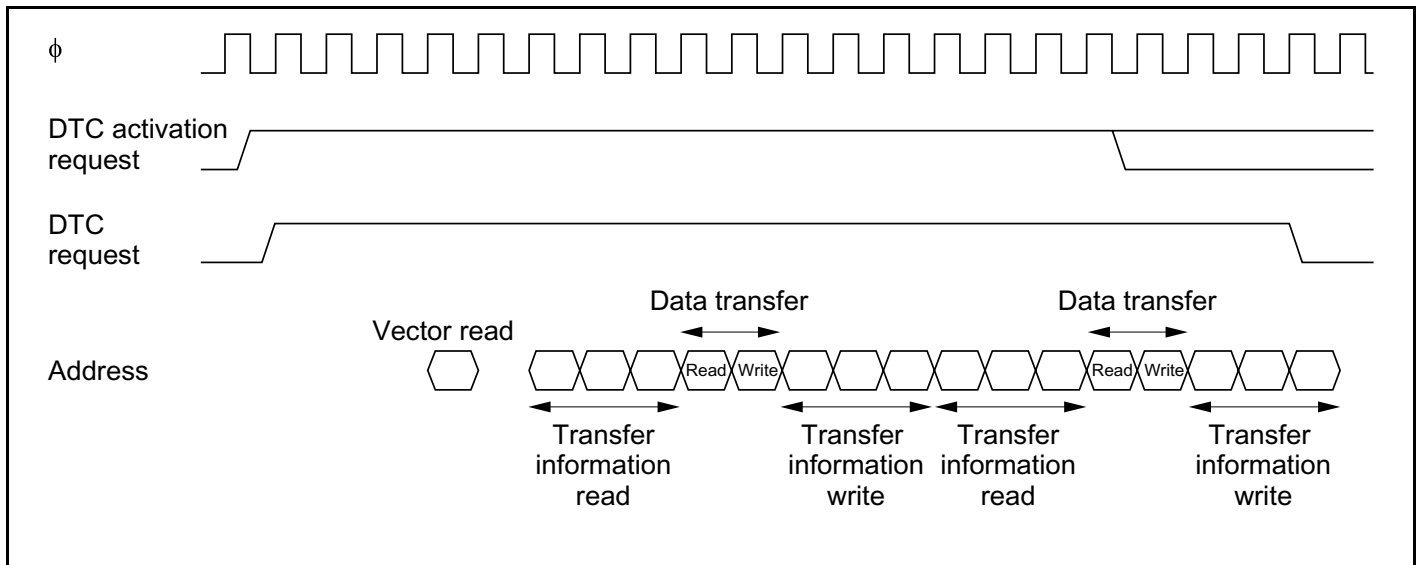 ϕ
DTC activation
request
DTC
request
Data transfer
Data transfer
Vector read
Address
Read
Write
Read
Write
Transfer
information
read
Transfer
information
write
Transfer
information
read
Transfer
information
write